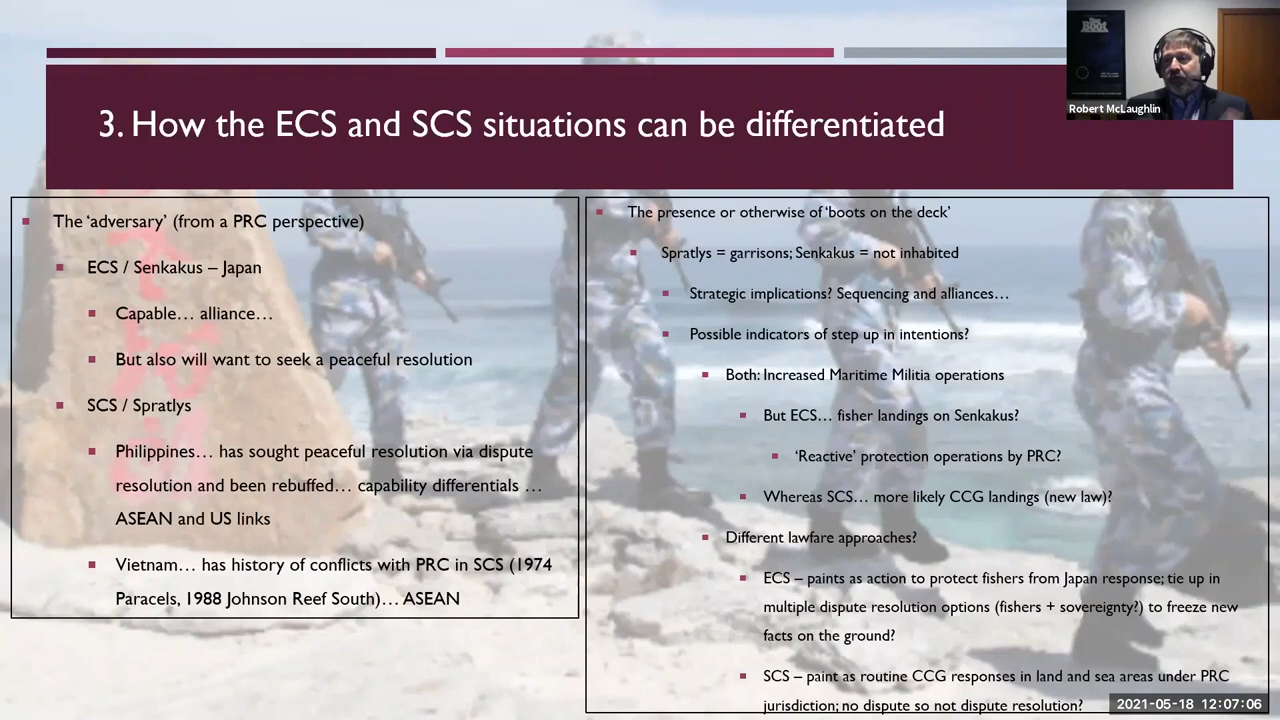 3. How the ECS and SCS situations can be differentiated
Robert McLaughlin
The ‘adversary’ (from a PRC perspective)
ECS / Senkakus – Japan
Capable… alliance…
But also will want to seek a peaceful resolution
SCS / Spratlys
Philippines… has sought peaceful resolution via dispute
resolution and been rebuffed… capability differentials …
ASEAN and US links
Vietnam… has history of conflicts with PRC in SCS (1974
Paracels, 1988 Johnson Reef South)… ASEAN
The presence or otherwise of ‘boots on the deck’
Spratlys = garrisons; Senkakus = not inhabited
Strategic implications? Sequencing and alliances…
Possible indicators of step up in intentions?
Both: Increased Maritime Militia operations
But ECS… fisher landings on Senkakus?
‘Reactive’ protection operations by PRC?
Whereas SCS… more likely CCG landings (new law)?
Different lawfare approaches?
ECS – paints as action to protect fishers from Japan response; tie up in
multiple dispute resolution options (fishers + sovereignty?) to freeze new
facts on the ground?
SCS – paint as routine CCG responses in land and sea areas under PRC
jurisdiction; no dispute so not dispute resolution?
2021-05-18 12:07:06